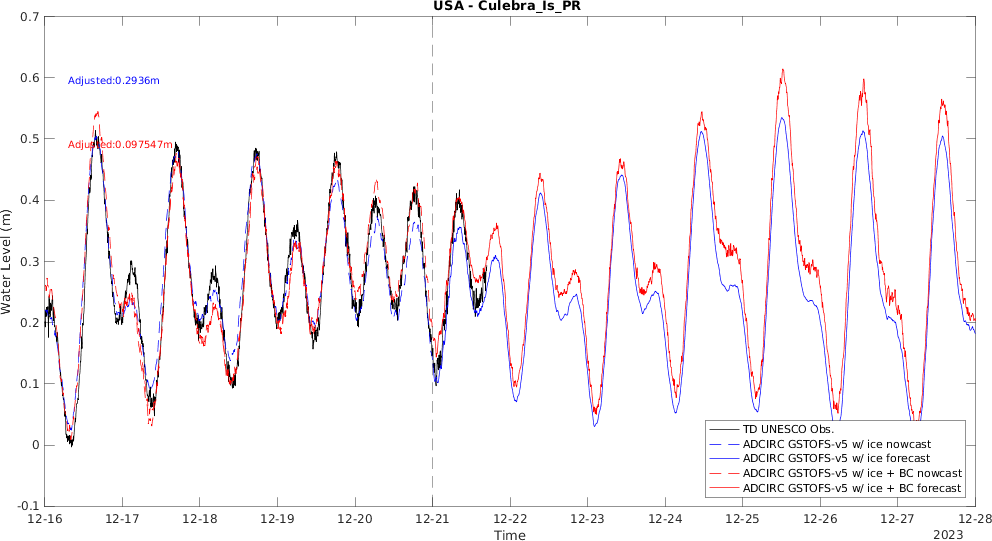 USA - Culebra_Is_PR
0.7
0.6
0.5
0.4
0.3
0.2
0.1
0
-0.1
Water Level (m)
Adjusted:0.2936m
Adjusted:0.097547m
TD UNESCO Obs.
ADCIRC GSTOFS-v5 w/ ice nowcast
ADCIRC GSTOFS-v5 w/ ice forecast
ADCIRC GSTOFS-v5 w/ ice + BC nowcast
ADCIRC GSTOFS-v5 w/ ice + BC forecast
12-16 12-17 12-18 12-19 12-20 12-21 12-22 12-23 12-24 12-25 12-26 12-27 12-28
Time
2023